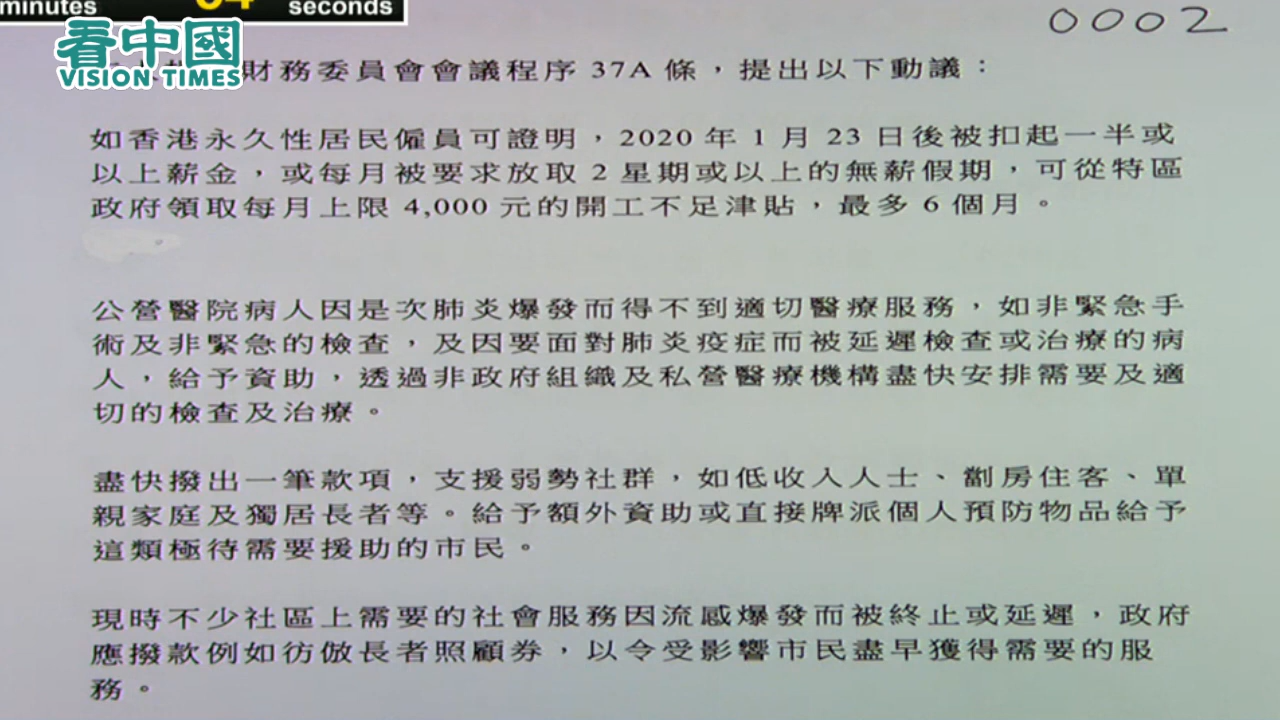 minutes seconds
0002
看中國
VISION TIMES
財務委員會會議程序 37A 條，提出以下動議：
如香港永久性居民僱員可證明，2020 年 1 月 23 日後被扣起一半或
以上薪金，或每月被要求放取 2 星期或以上的無薪假期，可從特區
政府領取每月上限 4,000 元的開工不足津貼，最多 6 個月。
公營醫院病人因是次肺炎爆發而得不到適切醫療服務，如非緊急手
術及非緊急的檢查，及因要面對肺炎疫症而被延遲檢查或治療的病
人，給予資助，透過非政府組織及私營醫療機構盡快安排需要及適
切的檢查及治療。
盡快撥出一筆款項，支援弱勢社群，如低收入人士、劏房住客、單
親家庭及獨居長者等。給予額外資助或直接牌派個人預防物品給予
這類極待需要援助的市民。
現時不少社區上需要的社會服務因流感爆發而被終止或延遲，政府
應撥款例如彷倣長者照顧券，以令受影響市民盡早獲得需要的服
務。